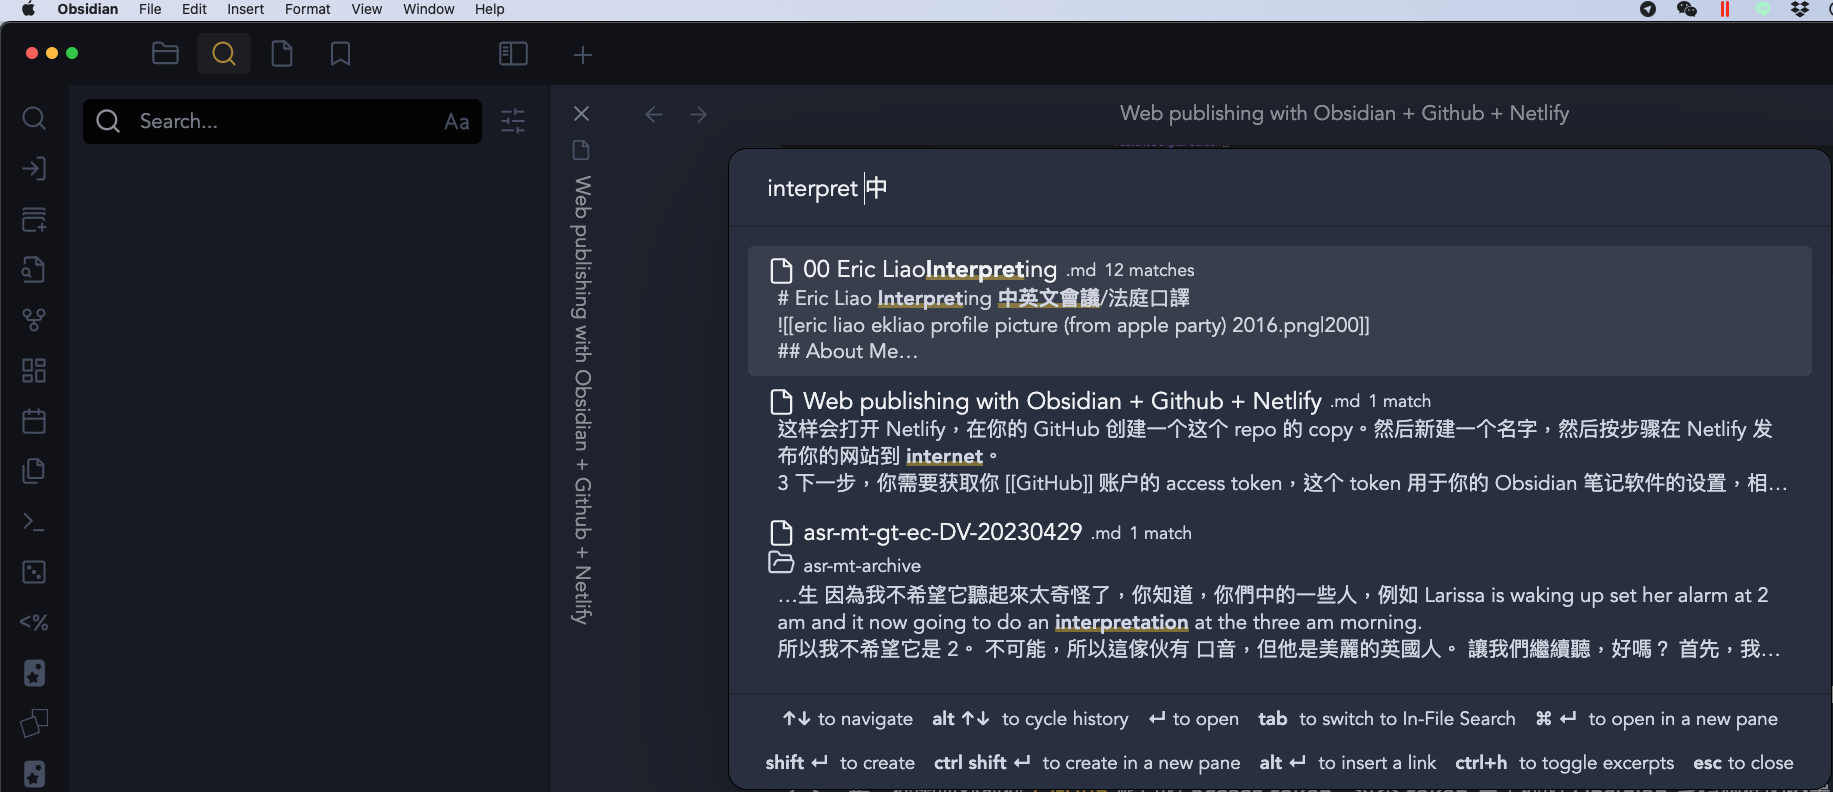 Obsidian File Edit Insert Format View Window Help
Search... Aa
Web publishing with Obsidian + Github + Netlify
Web publishing with Obsidian + Github + Netlify
interpret 中
00 Eric LiaoInterpreting .md 12 matches
# Eric Liao Interpreting 中英文會議/法庭口譯
![[eric liao ekliao profile picture (from apple party) 2016.png|200]]
## About Me...
Web publishing with Obsidian + Github + Netlify .md 1 match
这样会打开 Netlify，在你的 GitHub 创建一个这个 repo 的 copy。然后新建一个名字，然后按步骤在 Netlify 发
布你的网站到 internet。
3 下一步，你需要获取你 [[GitHub]] 账户的 access token，这个 token 用于你的 Obsidian 笔记软件的设置，相...
asr-mt-gt-ec-DV-20230429 .md 1 match
asr-mt-archive
...生 因為我不希望它聽起來太奇怪了，你知道，你們中的一些人，例如 Larissa is waking up set her alarm at 2
am and it now going to do an interpretation at the three am morning.
所以我不希望它是 2。 不可能，所以這傢伙有 口音，但他是美麗的英國人。 讓我們繼續聽，好嗎？ 首先，我...
↑↓ to navigate alt ↑↓ to cycle history ↵ to open tab to switch to In-File Search ⌘ ↵ to open in a new pane
shift ↵ to create ctrl shift ↵ to create in a new pane alt ↵ to insert a link ctrl+h to toggle excerpts esc to close